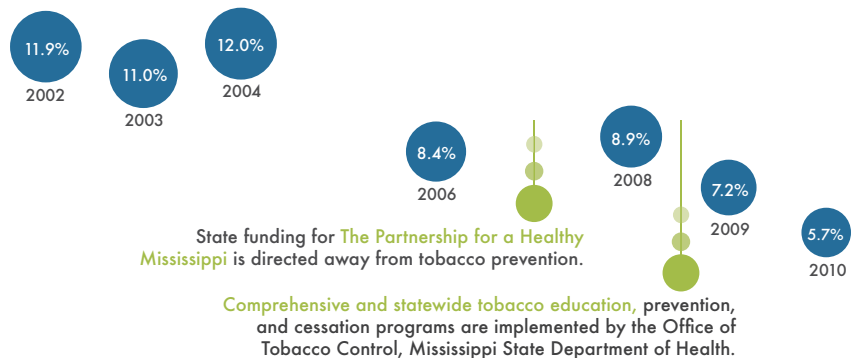 11.9%
2002
11.0%
2003
12.0%
2004
8.4%
2006
8.9%
2008
7.2%
2009
5.7%
2010
State funding for The Partnership for a Healthy
Mississippi is directed away from tobacco prevention.
Comprehensive and statewide tobacco education, prevention,
and cessation programs are implemented by the Office of
Tobacco Control, Mississippi State Department of Health.